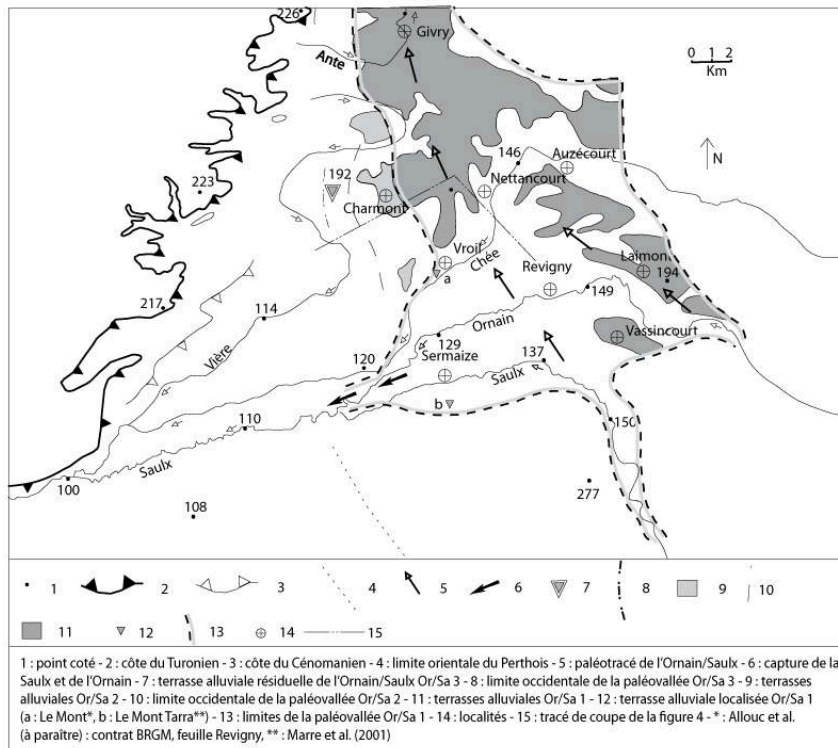 226
Givry
Ante
0 1 2
Km
N
146
Auzécourt
Nettancourt
192
223
Charmont
Vroil
Chée
a
Laimont
194
Revigny
217
114
149
Ornain
Vière
129
Vassincourt
Sermaize
137
120
Saulx
b
110
150
Saulx
100
277
108
1 2 3 4 5 6 7 8 9 10
11 12 13 14 15
1 : point coté - 2 : côte du Turonien - 3 : côte du Cénomanien - 4 : limite orientale du Perthois - 5 : paléotracé de l'Ornain/Saulx - 6 : capture de la
Saulx et de l'Ornain - 7 : terrasse alluviale résiduelle de l'Ornain/Saulx Or/Sa 3 - 8 : limite occidentale de la paléovallée Or/Sa 3 - 9 : terrasses
alluviales Or/Sa 2 - 10 : limite occidentale de la paléovallée Or/Sa 2 - 11 : terrasses alluviales Or/Sa 1 - 12 : terrasse alluviale localisée Or/Sa 1
(a : Le Mont*, b : Le Mont Tarra**) - 13 : limites de la paléovallée Or/Sa 1 - 14 : localités - 15 : tracé de coupe de la figure 4 - * : Allouc et al.
(à paraître) : contrat BRGM, feuille Revigny, ** : Marre et al. (2001)